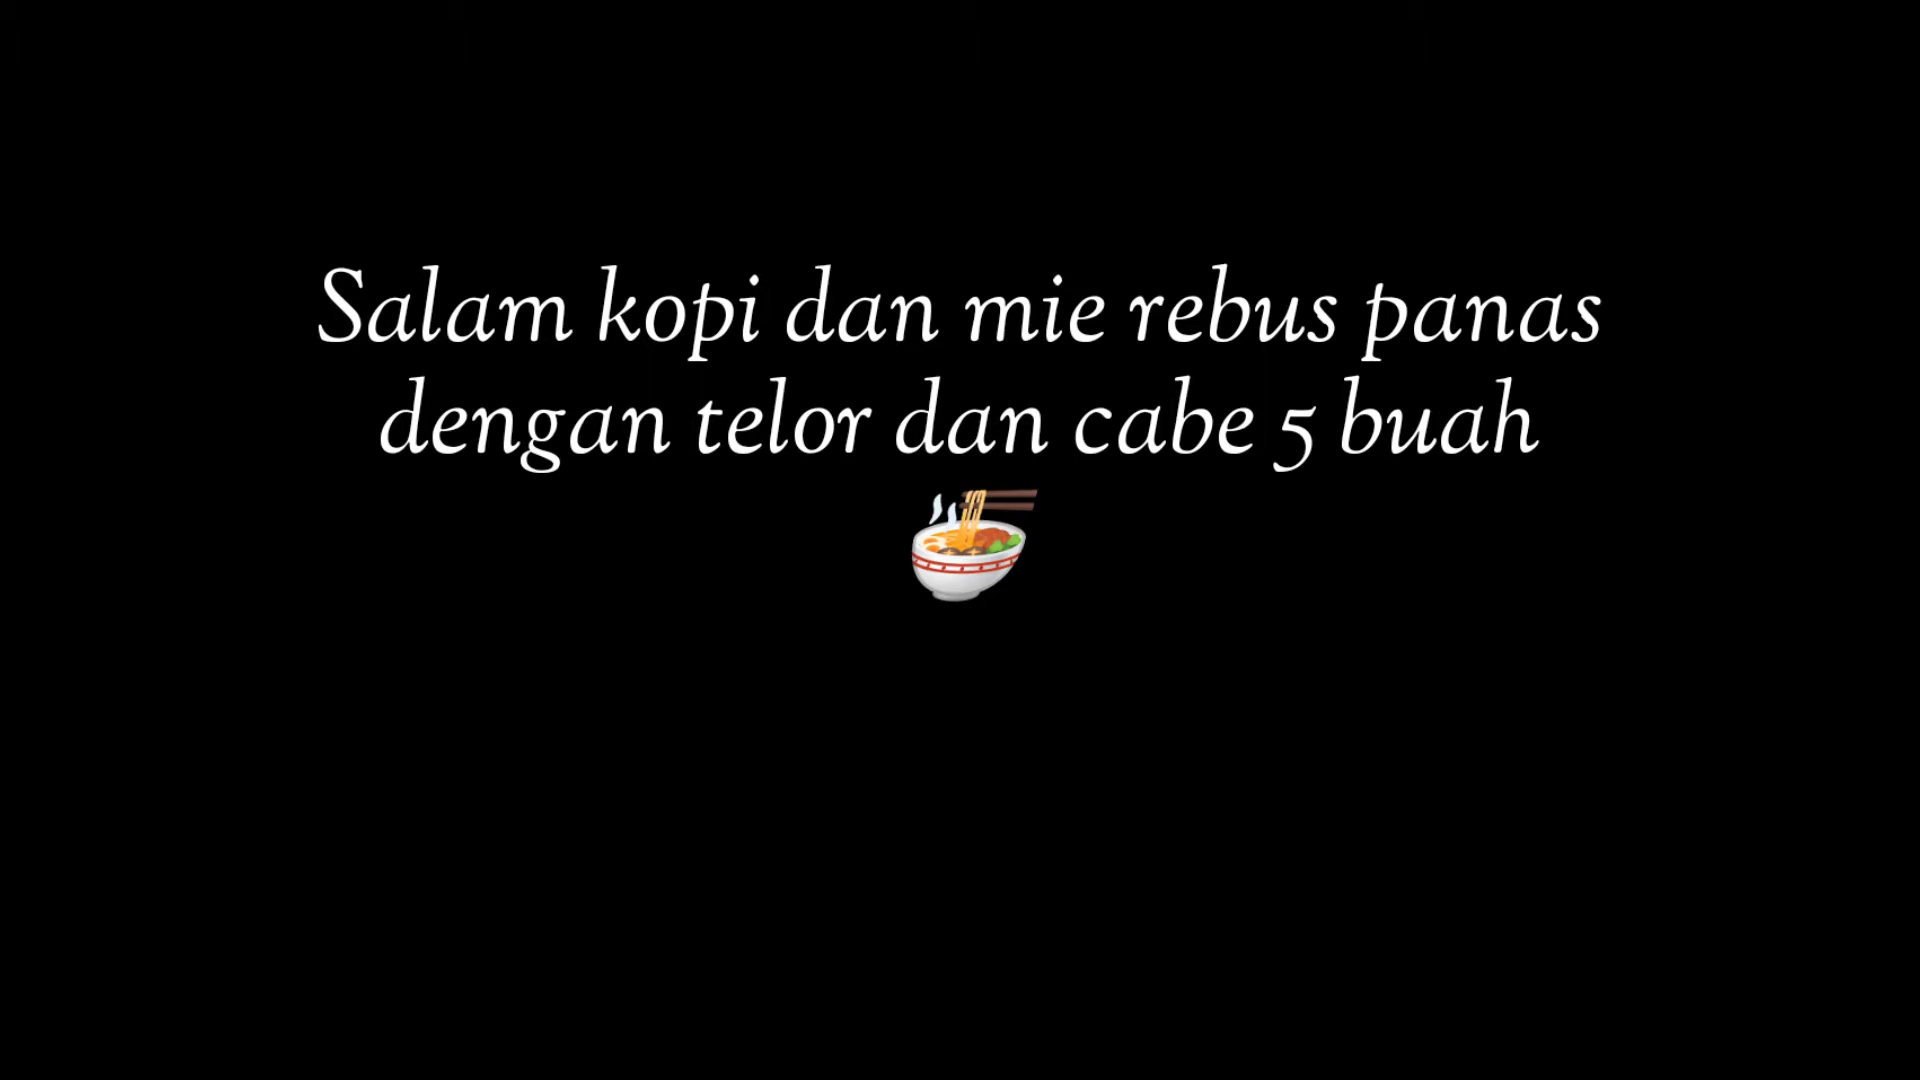 Salam kopi dan mie rebus panas
dengan telor dan cabe 5 buah
🍜